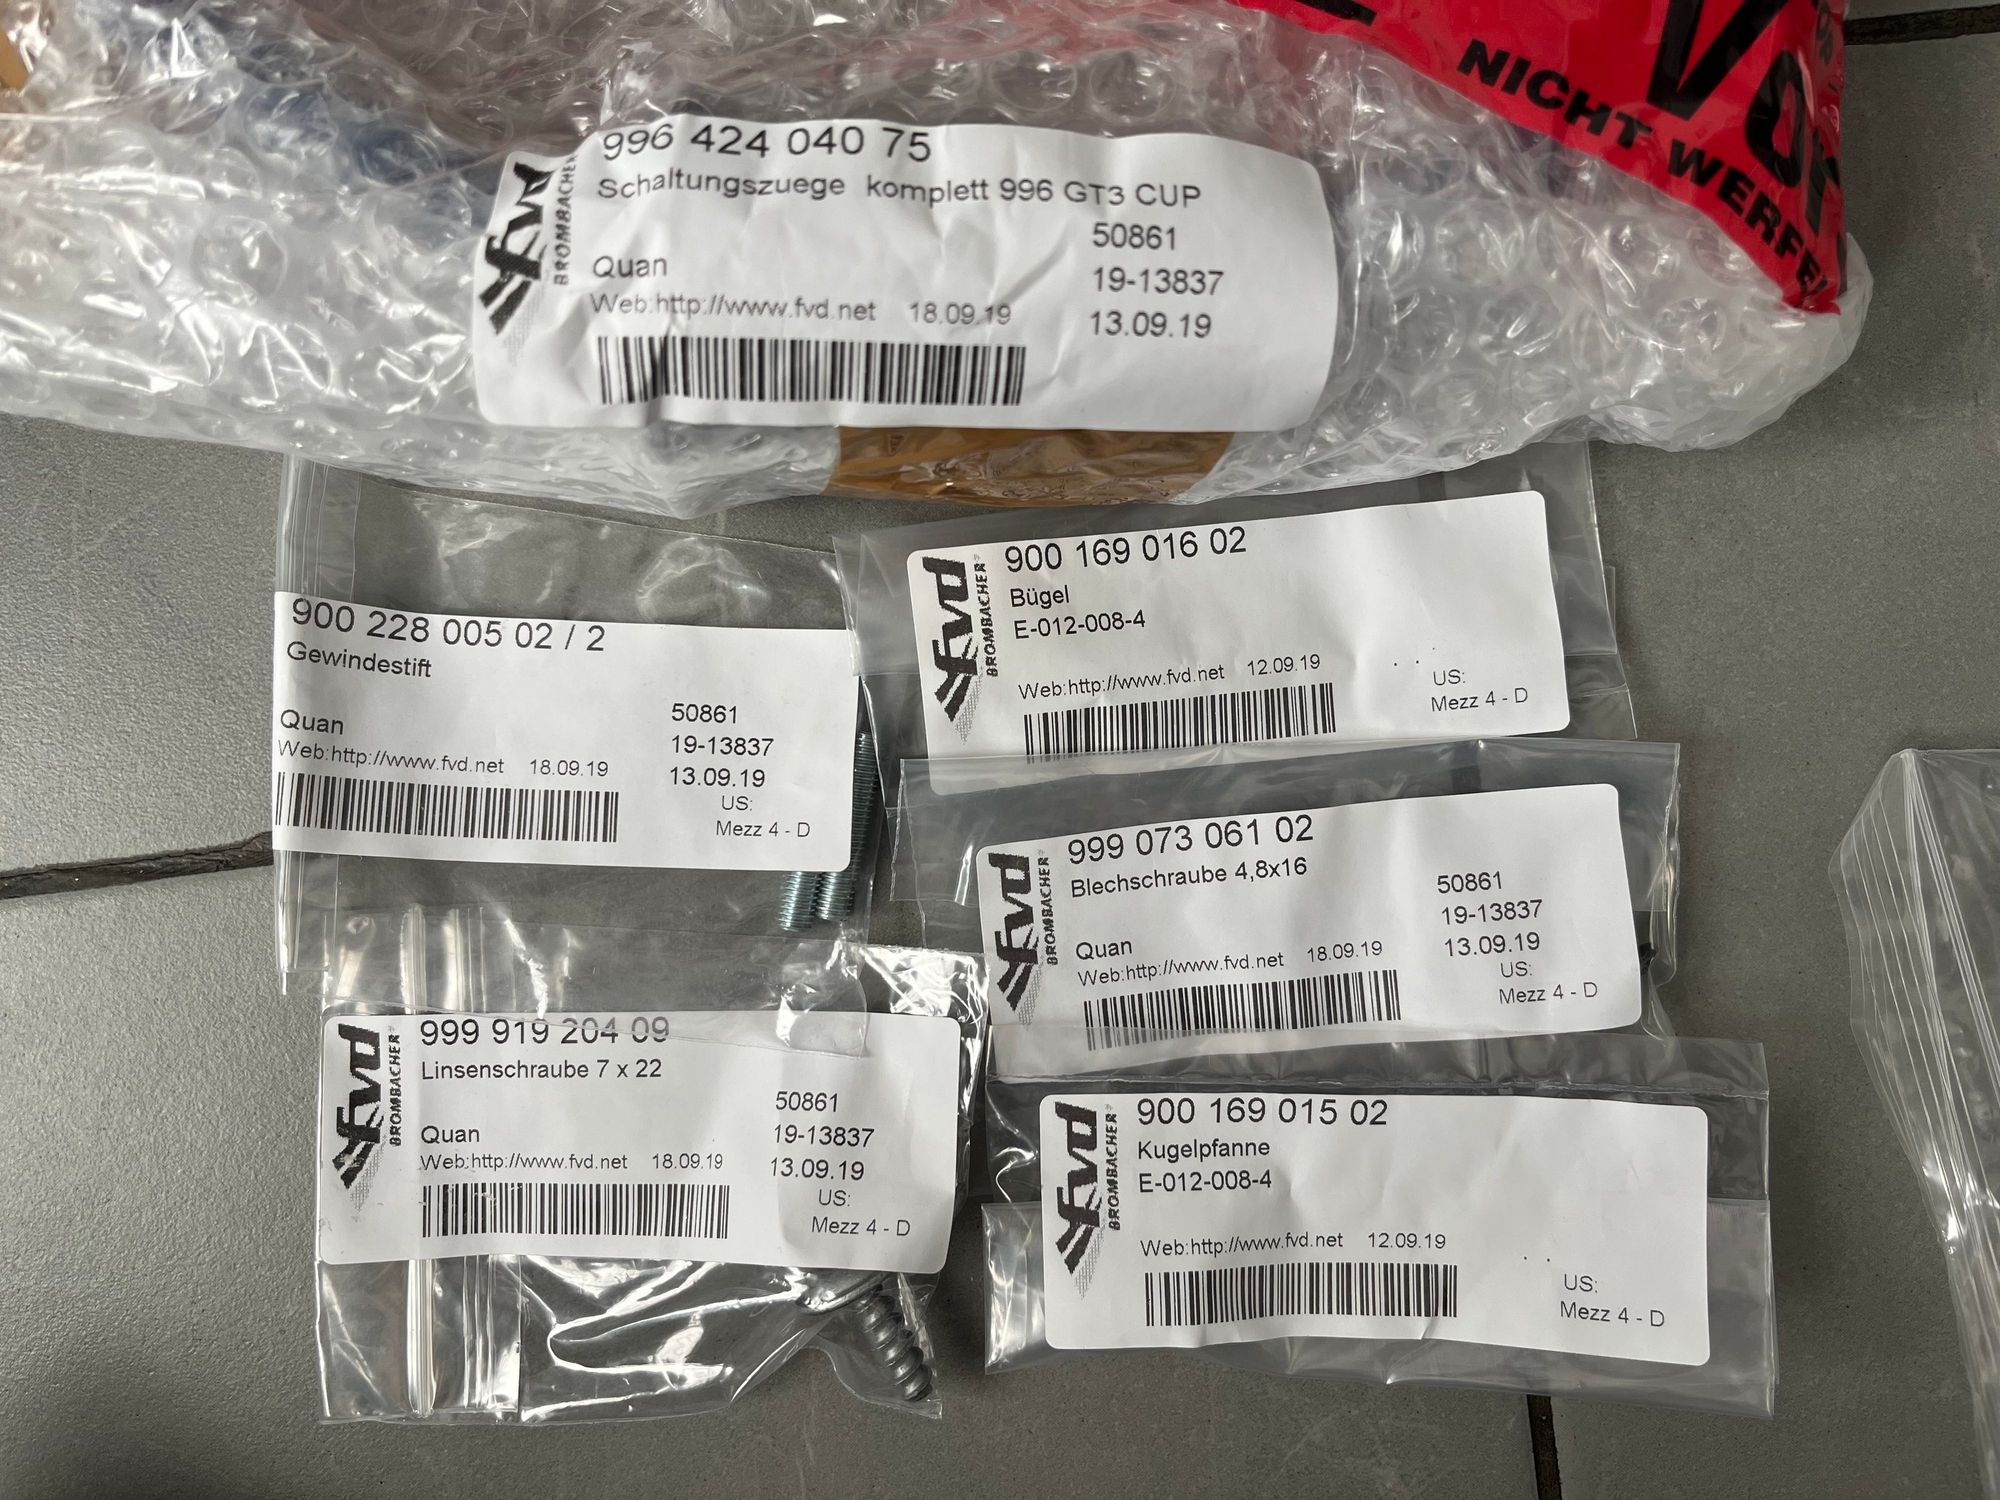 NICHT WERFE
996 424 040 75
Schaltungszuege komplett 996 GT3 CUP
50861
Quan
19-13837
Web:http://www.fvd.net 18.09.19
13.09.19
fvd
BROMBACHER
900 228 005 02 / 2
Gewindestift
50861
Quan
19-13837
Web:http://www.fvd.net 18.09.19
13.09.19
US:
Mezz 4 - D
900 169 016 02
Bügel
E-012-008-4
Web:http://www.fvd.net 12.09.19
US:
Mezz 4 - D
fvd
BROMBACHER
999 073 061 02
Blechschraube 4,8x16
50861
19-13837
Quan
13.09.19
Web:http://www.fvd.net 18.09.19
US:
Mezz 4 - D
fvd
BROMBACHER
999 919 204 09
Linsenschraube 7 x 22
50861
Quan
19-13837
Web:http://www.fvd.net 18.09.19
13.09.19
US:
Mezz 4 - D
fvd
BROMBACHER
900 169 015 02
Kugelpfanne
E-012-008-4
Web:http://www.fvd.net 12.09.19
US:
Mezz 4 - D
fvd
BROMBACHER